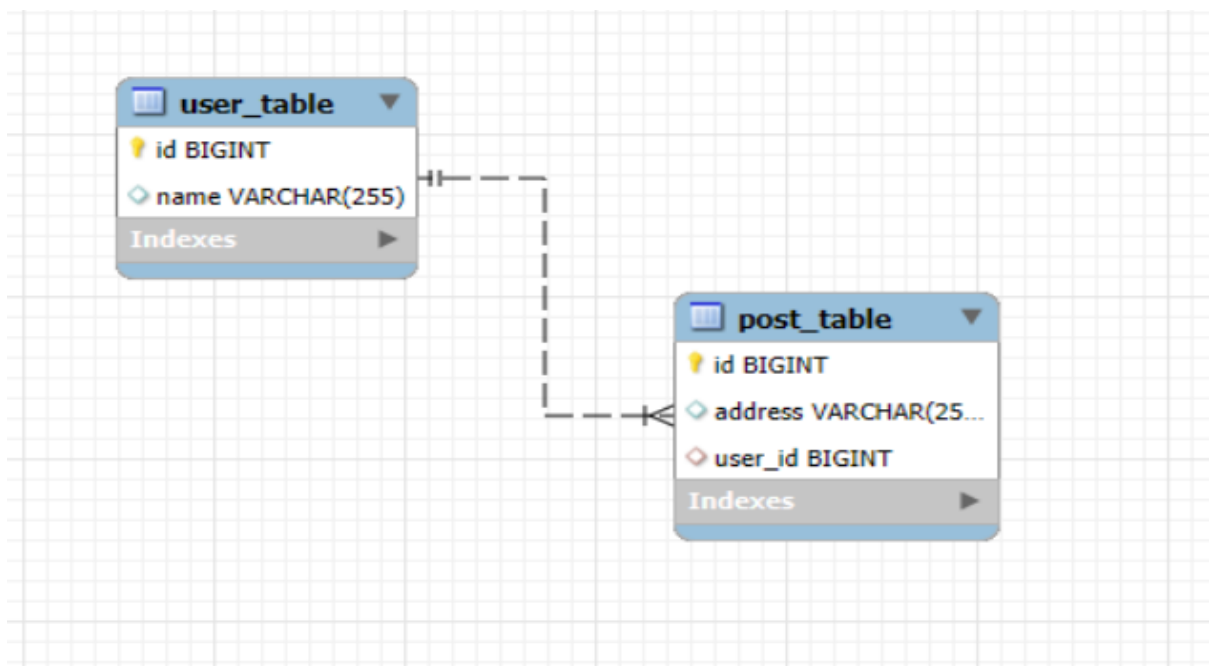 user_table
id BIGINT
name VARCHAR(255)
Indexes
post_table
id BIGINT
address VARCHAR(25...
user_id BIGINT
Indexes